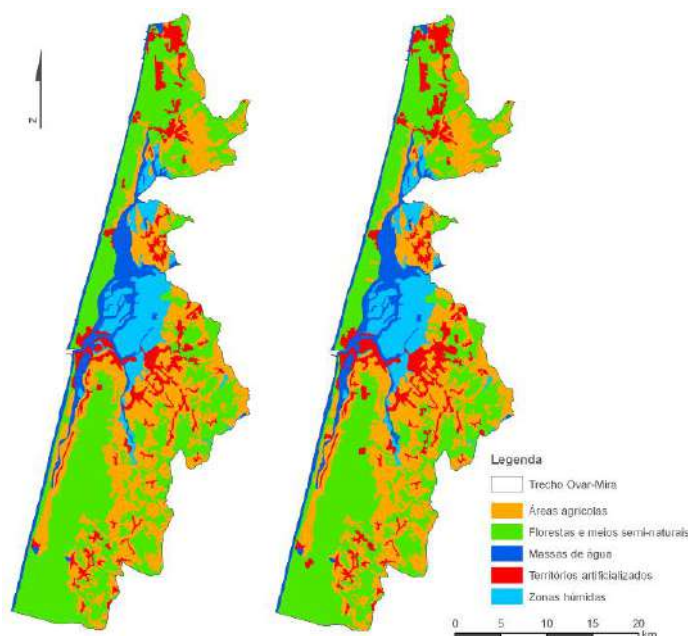 N
Legenda
Trecho Ovar-Mira
Áreas agrícolas
Florestas e meios semi-naturais
Massas de água
Territórios artificializados
Zonas húmidas
0 5 10 15 20
km